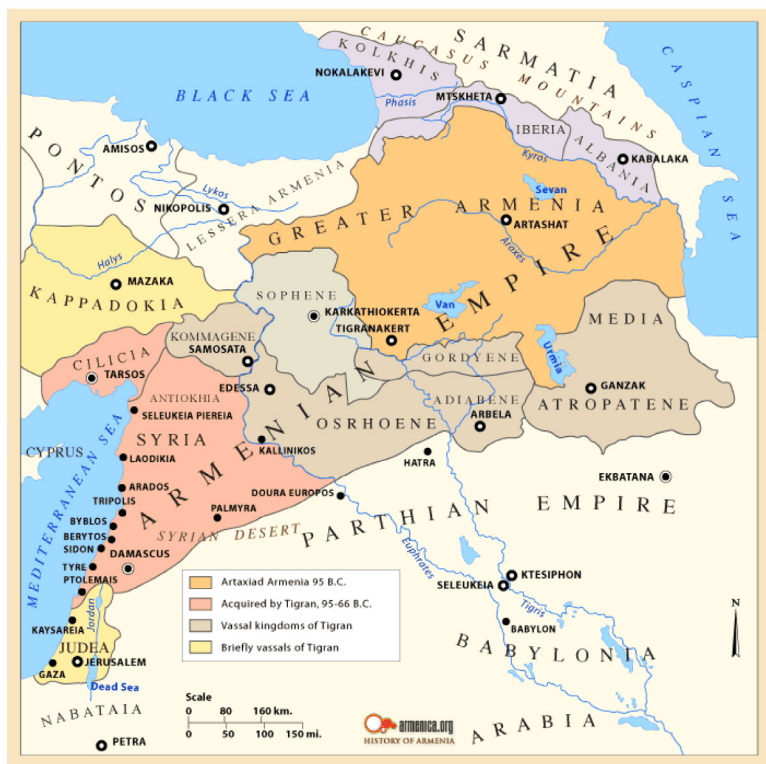 SARMATIA
CAUCASUS MOUNTAINS
KOLKHIS
NOKALAKEVI
Phasis
MTSKHETA
IBERIA
ALBANIA
KABALAKA
Kyros
CASPIAN SEA
BLACK SEA
PONTOS
AMISOS
Lykos
NIKOPOLIS
LESSERA ARMENIA
GREATER ARMENIA
Sevan
ARTASHAT
Araxes
Halys
MAZAKA
KAPPADOKIA
SOPHENE
KARKATHIOKERTA
TIGRANAKERT
Van
ARMENIAN EMPIRE
Urmia
MEDIA
ATROPATENE
GANZAK
KOMMAGENE
SAMOSATA
GORDYENE
CILICIA
TARSOS
EDESSA
ADIABENE
ARBELA
OSRHOENE
ANTIOKHIA
SELEUKEIA PIEREIA
SYRIA
KALLINIKOS
HATRA
CYPRUS
MEDITERRANEAN SEA
LAODIKIA
ARADOS
TRIPOLIS
BYBLOS
BERYTOS
SIDON
DAMASCUS
TYRE
PTOLEMAIS
PALMYRA
DOURA EUROPOS
SYRIAN DESERT
EKBATANA
PARTHIAN EMPIRE
Euphrates
KTESIPHON
SELEUKEIA
Tigris
BABYLON
BABYLONIA
Jordan
KAYSAREIA
JUDEA
JERUSALEM
GAZA
Dead Sea
NABATAIA
PETRA
ARABIA
Artaxiad Armenia 95 B.C.
Acquired by Tigran, 95-66 B.C.
Vassal kingdoms of Tigran
Briefly vassals of Tigran
Scale
0 80 160 km.
0 50 100 150 mi.
armenica.org
HISTORY OF ARMENIA
N